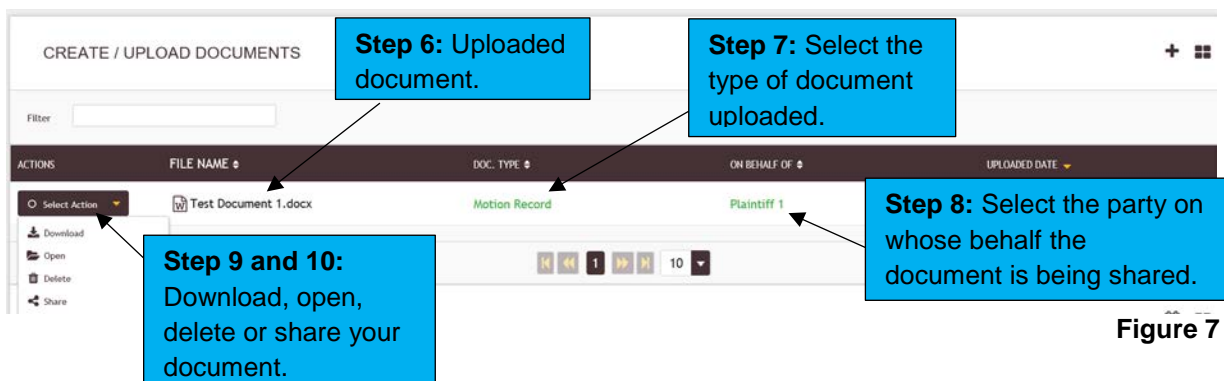 CREATE / UPLOAD DOCUMENTS
Step 6: Uploaded
document.
Step 7: Select the
type of document
uploaded.
Filter
ACTIONS FILE NAME DOC. TYPE ON BEHALF OF UPLOADED DATE
Select Action Test Document 1.docx Motion Record Plaintiff 1
Step 8: Select the party on
whose behalf the
document is being shared.
Download
Open
Delete
Share
Step 9 and 10:
Download, open,
delete or share your
document.
1 10
Figure 7